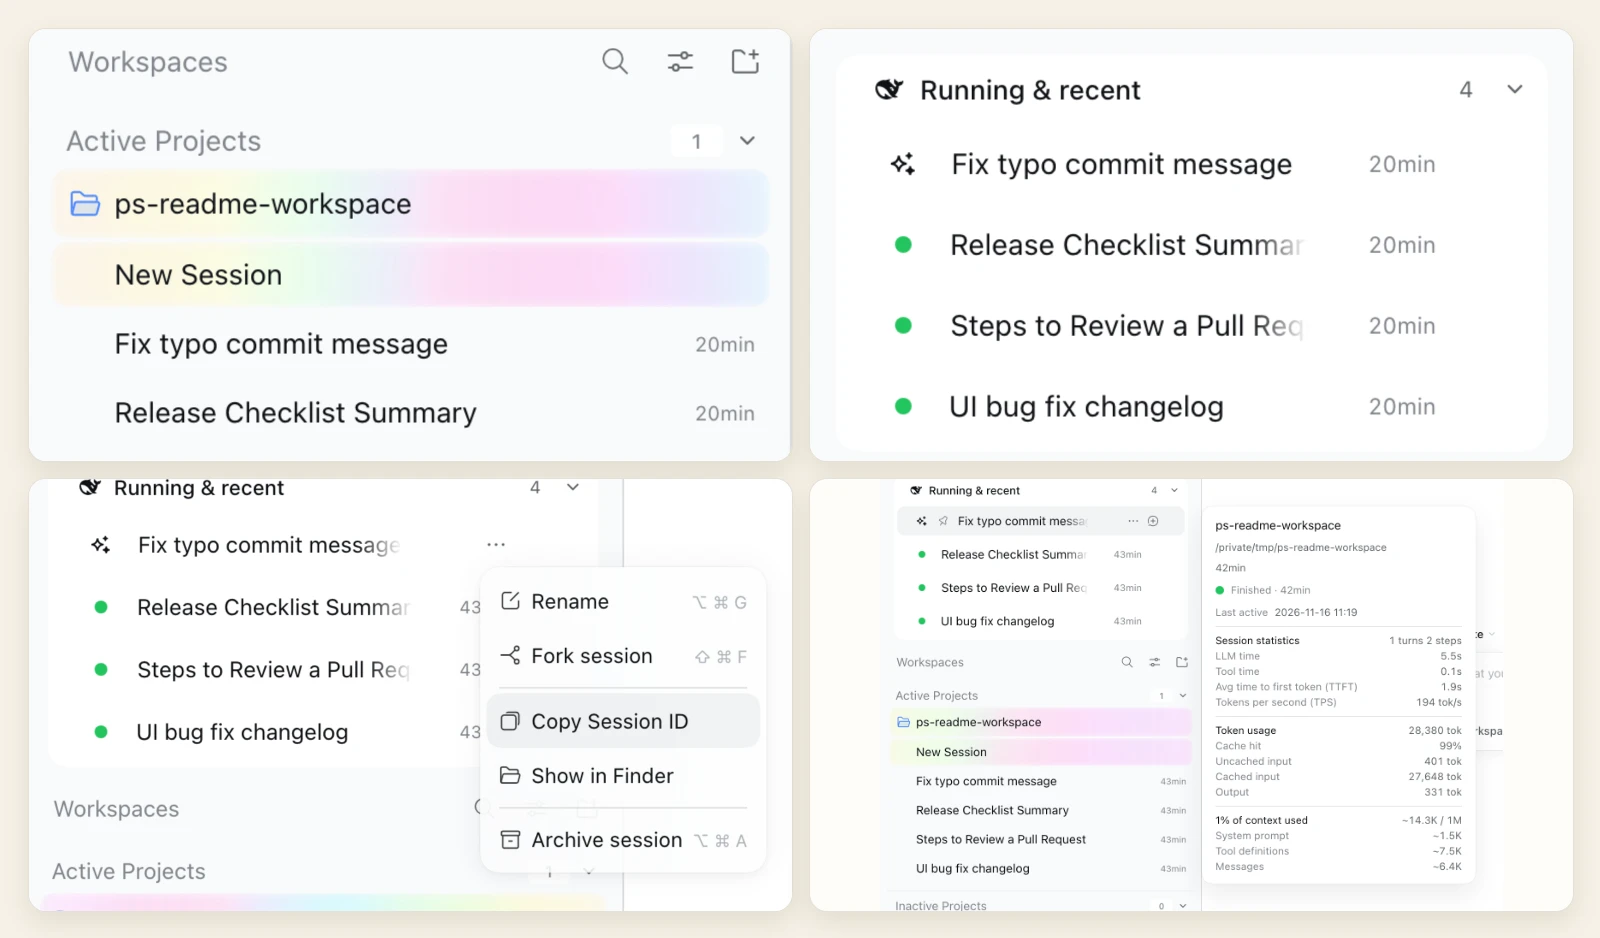 Workspaces
Active Projects 1
ps-readme-workspace
New Session
Fix typo commit message 20min
Release Checklist Summary 20min
Running & recent 4
Fix typo commit message 20min
Release Checklist Summar 20min
Steps to Review a Pull Req 20min
UI bug fix changelog 20min
Running & recent 4
Fix typo commit message ...
Release Checklist Summar 43
Steps to Review a Pull Req 43
UI bug fix changelog 43
Workspaces
Active Projects 1
Rename ⌥ ⌘ G
Fork session ⇧ ⌘ F
Copy Session ID
Show in Finder
Archive session ⌥ ⌘ A
Running & recent 4
Fix typo commit messa ...
Release Checklist Summar 43min
Steps to Review a Pull Req 43min
UI bug fix changelog 43min
Workspaces
Active Projects 1
ps-readme-workspace
New Session
Fix typo commit message 43min
Release Checklist Summary 43min
Steps to Review a Pull Request 43min
UI bug fix changelog 43min
Inactive Projects 0
ps-readme-workspace
/private/tmp/ps-readme-workspace
42min
Finished · 42min
Last active 2026-11-16 11:19
Session statistics 1 turns 2 steps
LLM time 5.5s
Tool time 0.1s
Avg time to first token (TTFT) 1.9s
Tokens per second (TPS) 194 tok/s
Token usage 28,380 tok
Cache hit 99%
Uncached input 401 tok
Cached input 27,648 tok
Output 331 tok
1% of context used ~14.3K / 1M
System prompt ~1.5K
Tool definitions ~7.5K
Messages ~6.4K